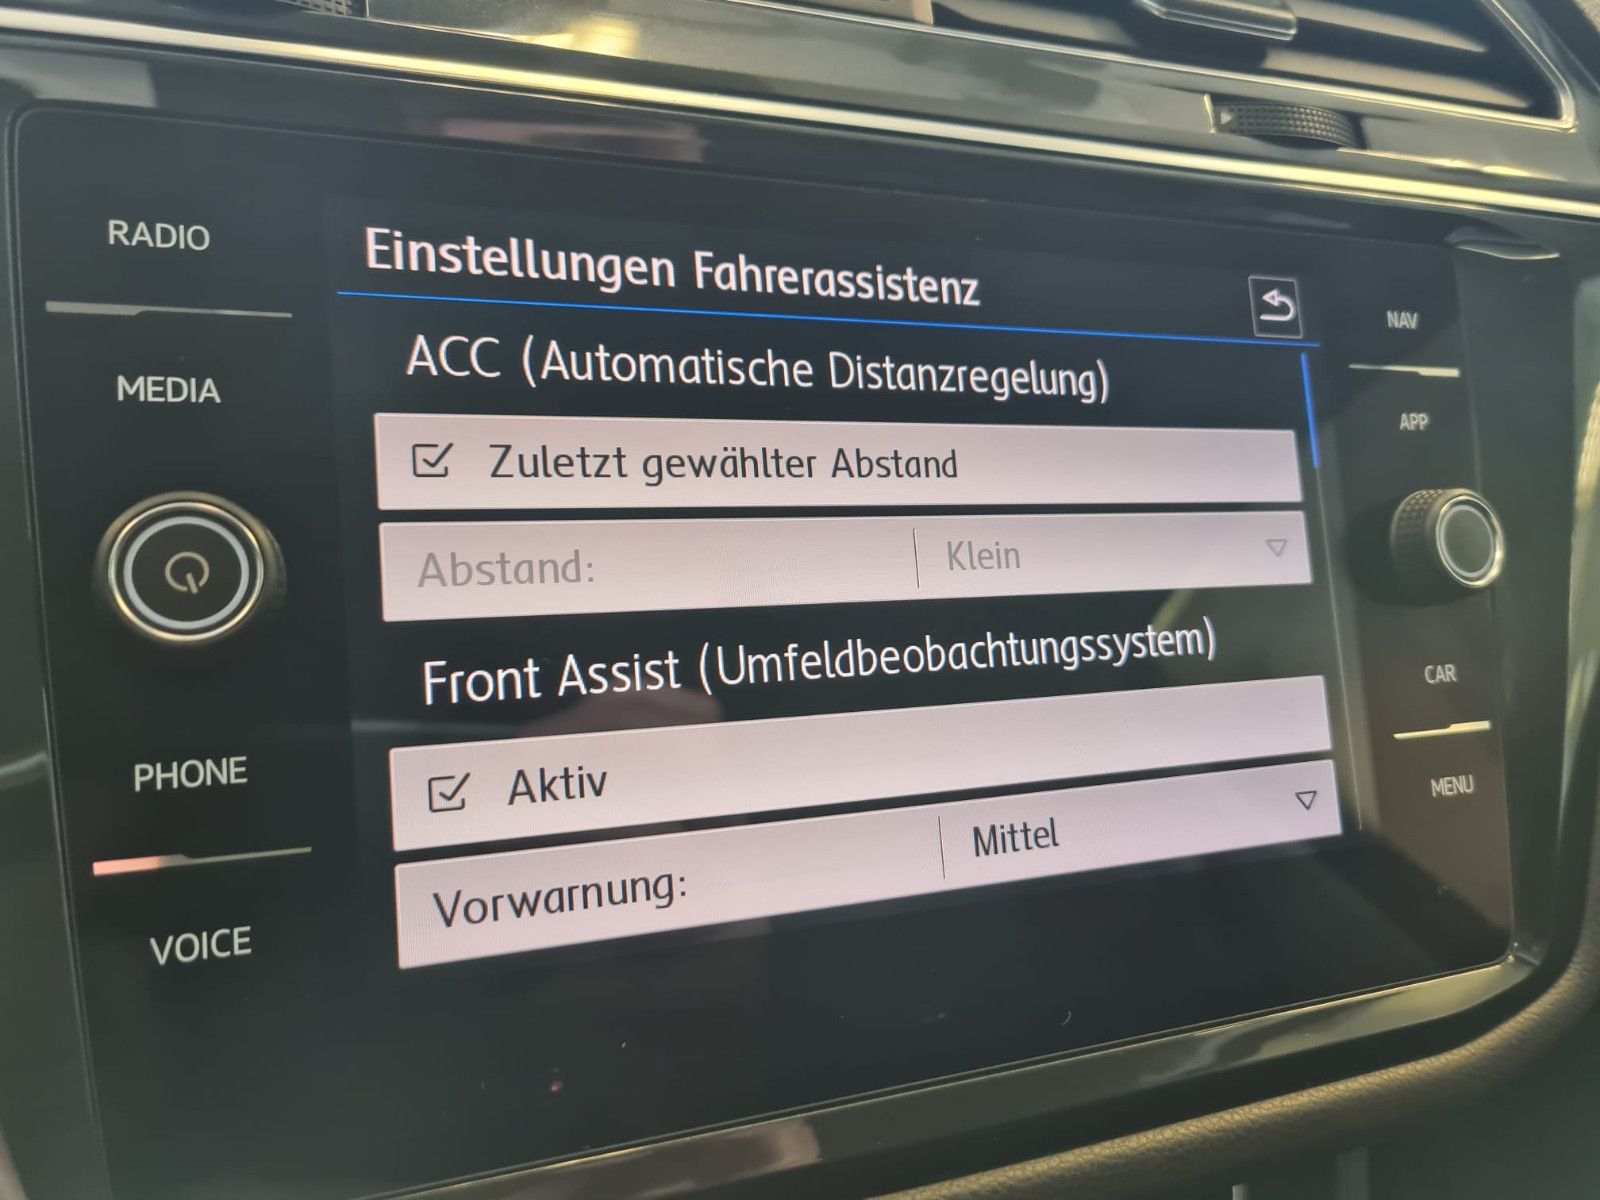 RADIO
MEDIA
PHONE
VOICE
Einstellungen Fahrerassistenz
ACC (Automatische Distanzregelung)
Zuletzt gewählter Abstand
Abstand: Klein
Front Assist (Umfeldbeobachtungssystem)
Aktiv
Vorwarnung: Mittel
NAV
APP
CAR
MENU